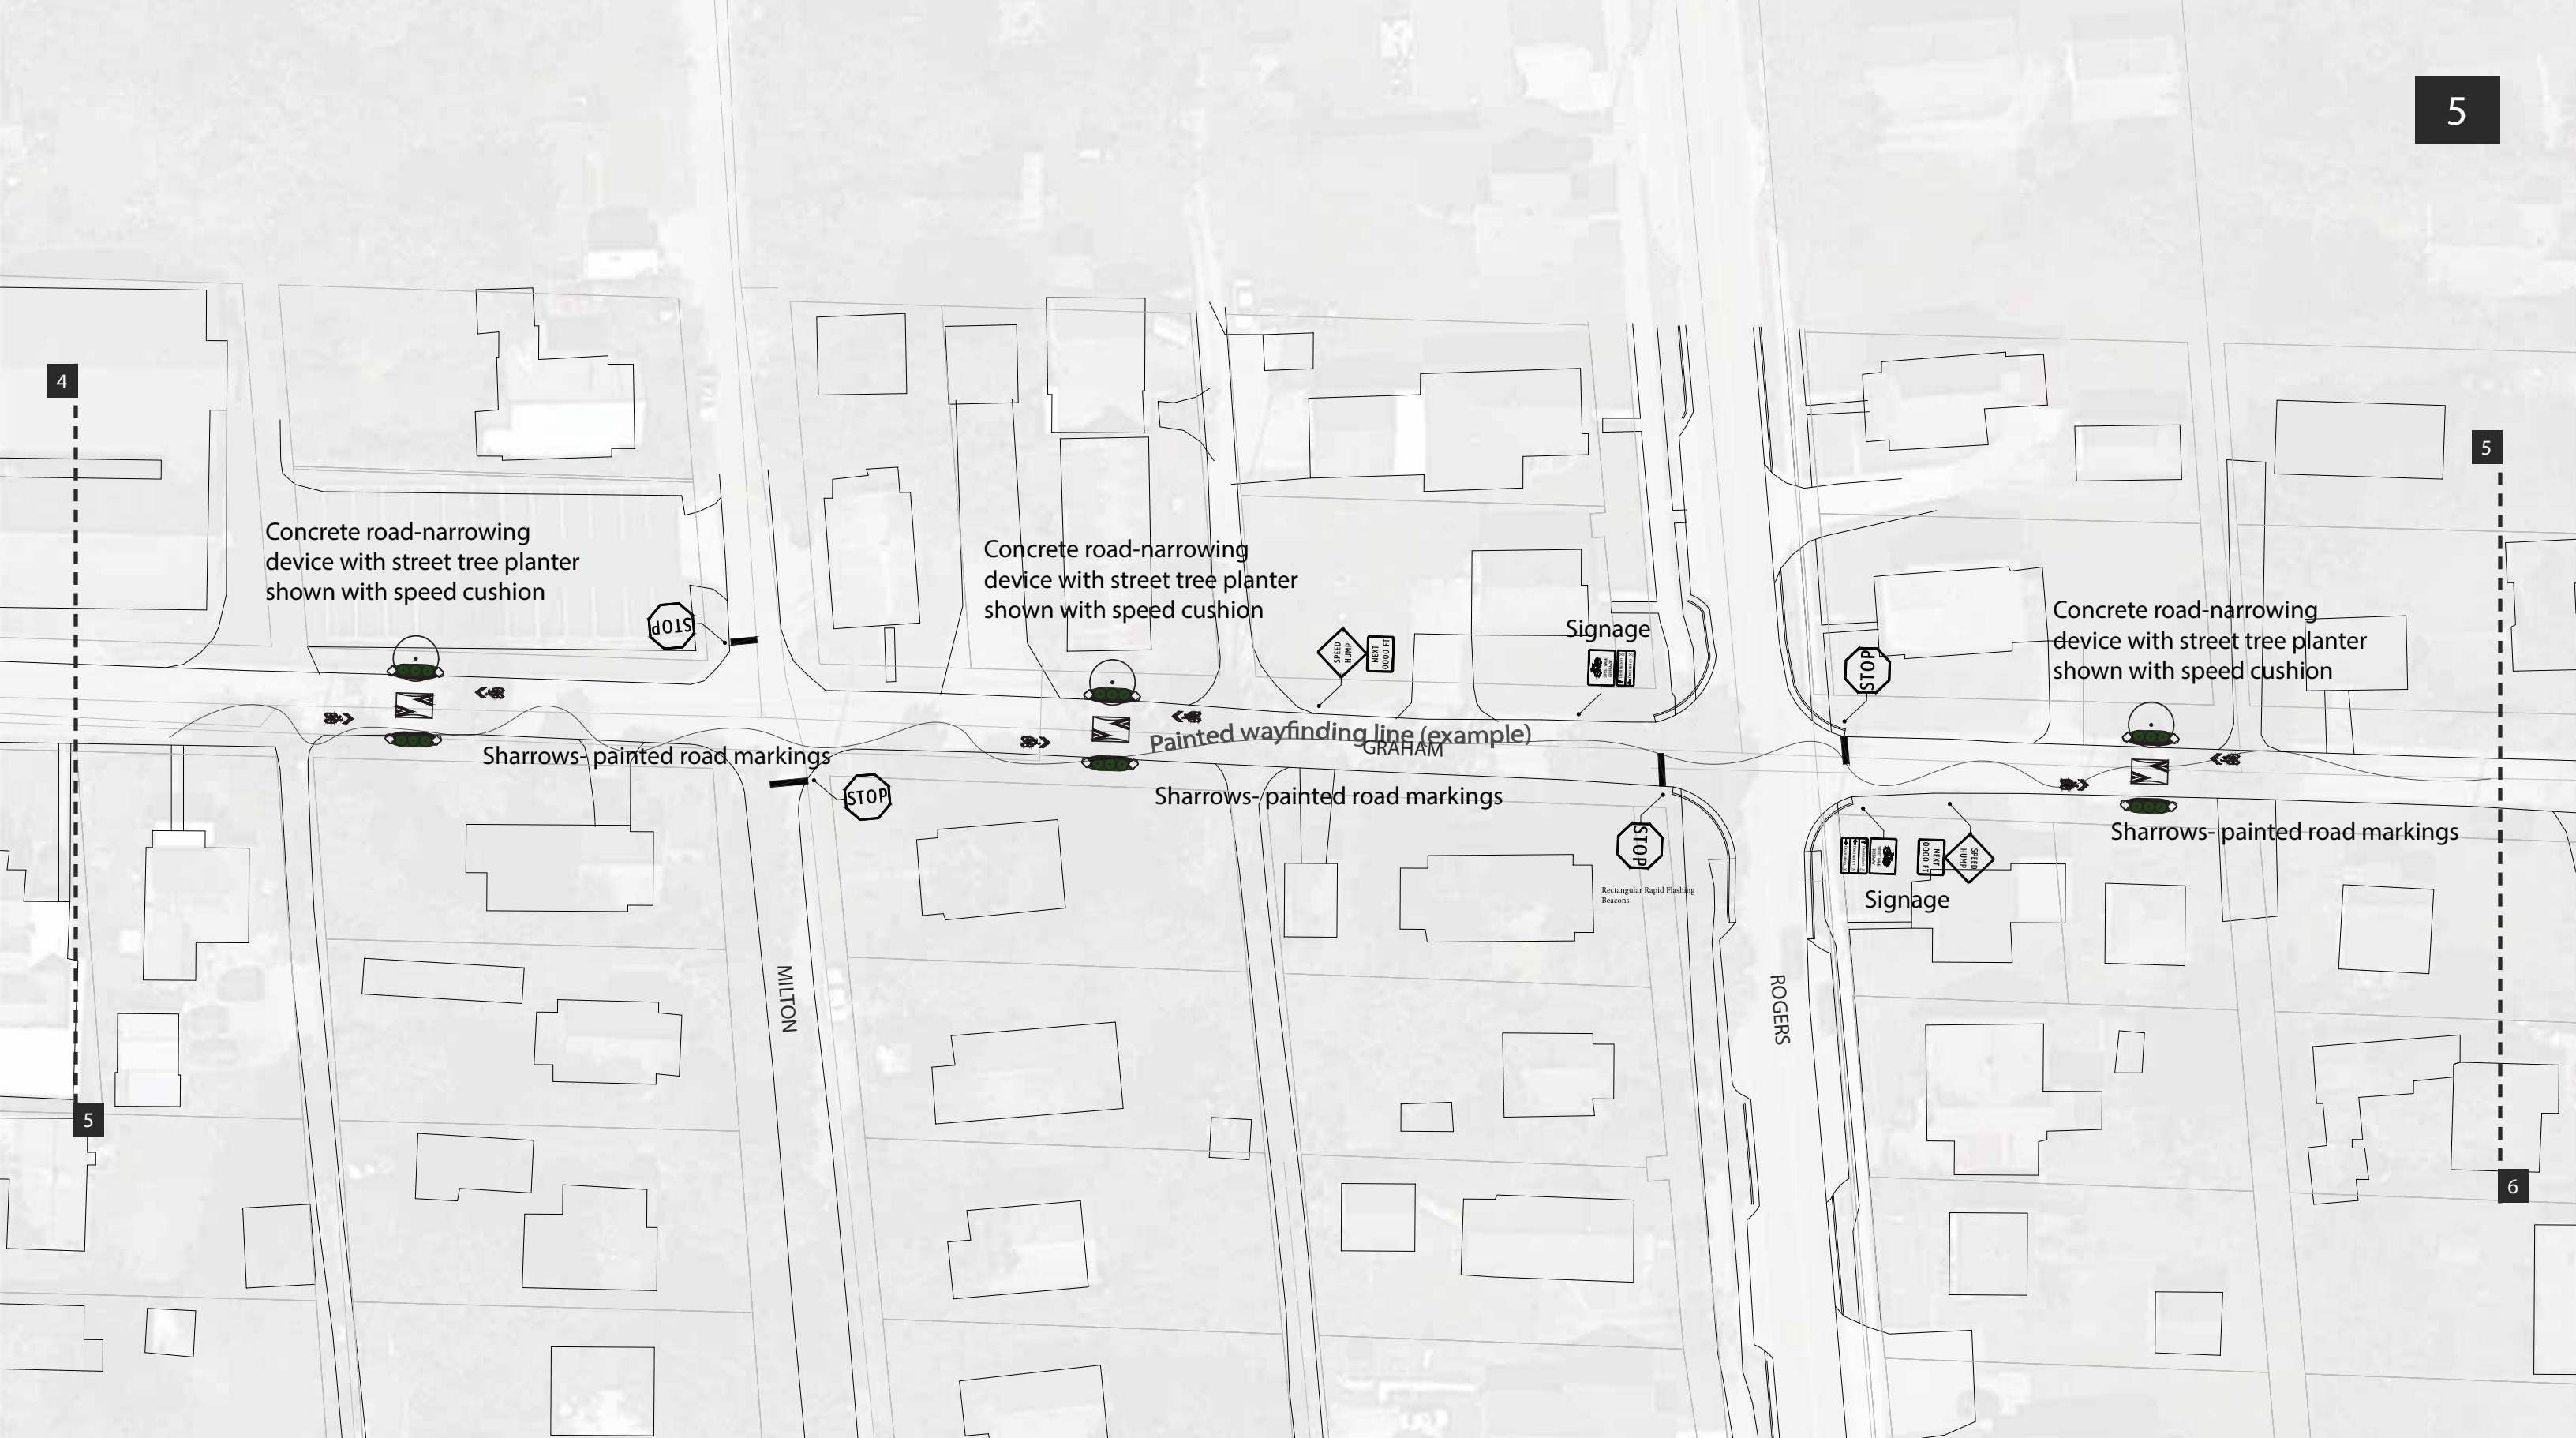 5
4
5
Concrete road-narrowing
device with street tree planter
shown with speed cushion
STOP
Concrete road-narrowing
device with street tree planter
shown with speed cushion
SPEED
HUMP
NEXT
0000 FT
Signage
STOP
Concrete road-narrowing
device with street tree planter
shown with speed cushion
Painted wayfinding line (example)
GRAHAM
Sharrows- painted road markings
STOP
Sharrows- painted road markings
STOP
Rectangular Rapid Flashing
Beacons
NEXT
0000 FT
SPEED
HUMP
Signage
Sharrows- painted road markings
MILTON
ROGERS
5
6